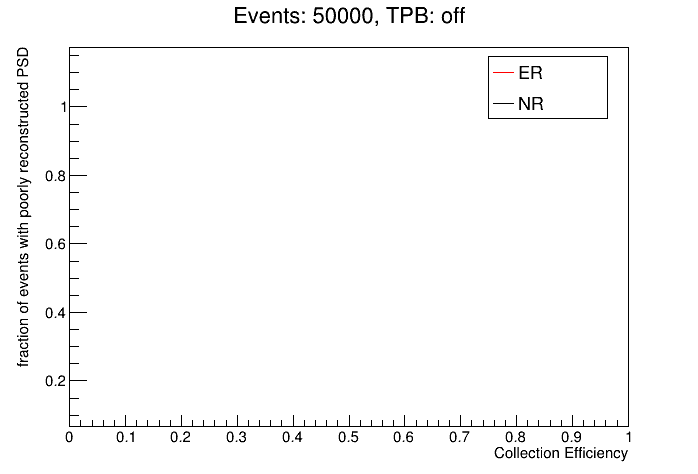 Events: 50000, TPB: off
fraction of events with poorly reconstructed PSD
ER
NR
1
0.8
0.6
0.4
0.2
0 0.1 0.2 0.3 0.4 0.5 0.6 0.7 0.8 0.9 1
Collection Efficiency